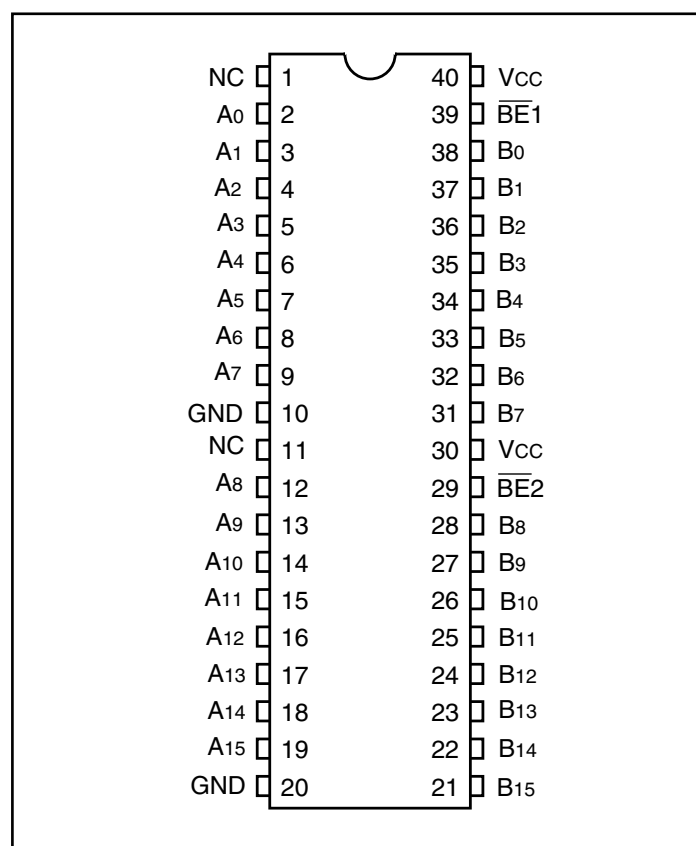 NC 1 40 VCC
A0 2 39 B̅E̅1
A1 3 38 B0
A2 4 37 B1
A3 5 36 B2
A4 6 35 B3
A5 7 34 B4
A6 8 33 B5
A7 9 32 B6
GND 10 31 B7
NC 11 30 VCC
A8 12 29 B̅E̅2
A9 13 28 B8
A10 14 27 B9
A11 15 26 B10
A12 16 25 B11
A13 17 24 B12
A14 18 23 B13
A15 19 22 B14
GND 20 21 B15